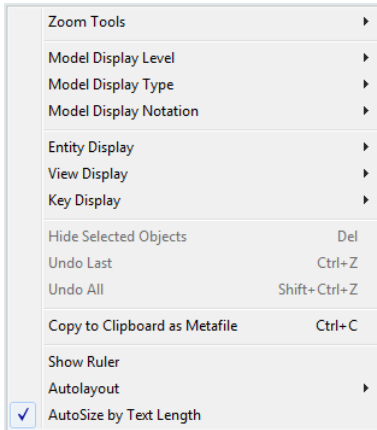 Zoom Tools
Model Display Level
Model Display Type
Model Display Notation
Entity Display
View Display
Key Display
Hide Selected Objects Del
Undo Last Ctrl+Z
Undo All Shift+Ctrl+Z
Copy to Clipboard as Metafile Ctrl+C
Show Ruler
Autolayout
AutoSize by Text Length